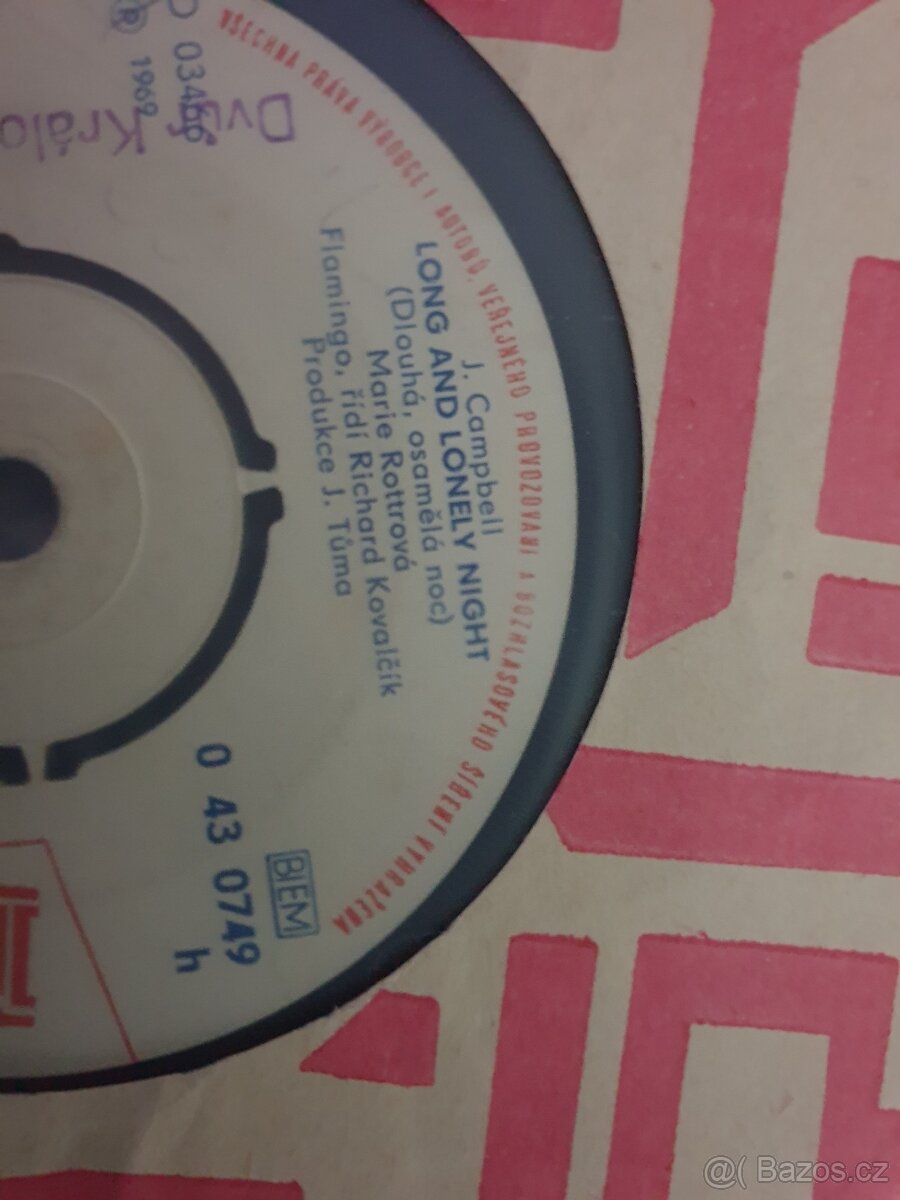 VŠECHNA PRÁVA VÝROBCE I AUTORŮ, VEŘEJNÉHO PROVOZOVÁNÍ A ROZHLASOVÉHO ŠÍŘENÍ VYHRAZENA
J. Campbell
LONG AND LONELY NIGHT
(Dlouhá, osamělá noc)
Marie Rottrová
Flamingo, řídí Richard Kovalčík
Produkce J. Tůma
Ⓡ 1969
Dvůr
Králo
BIEM
0 43 0749
h
@( Bazos.cz